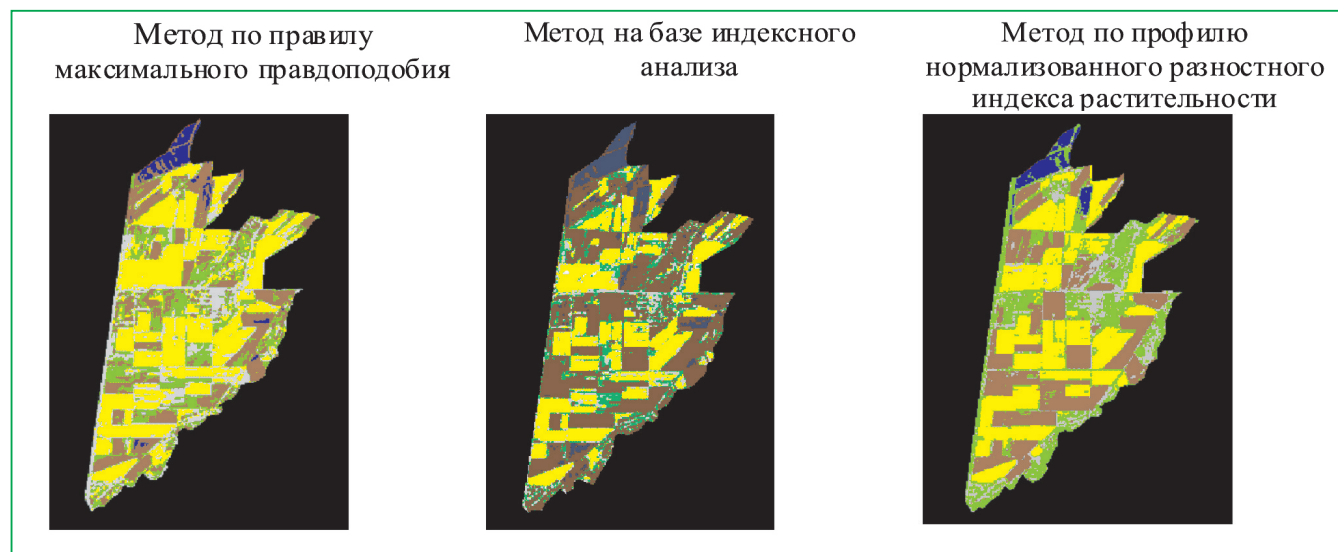 Метод по правилу
максимального правдоподобия
Метод на базе индексного
анализа
Метод по профилю
нормализованного разностного
индекса растительности